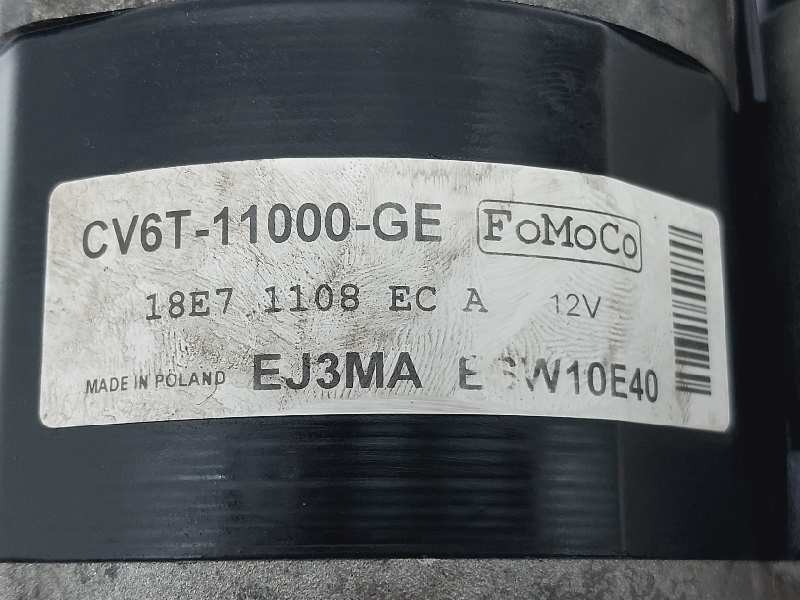 CV6T-11000-GE FoMoCo
18E7 1108 EC A 12V
MADE IN POLAND EJ3MA